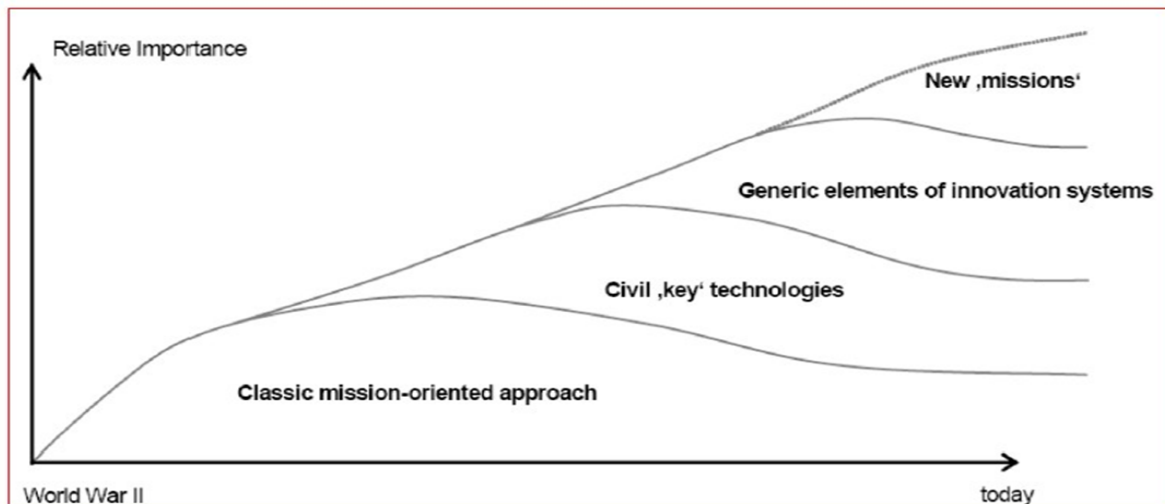 Relative Importance
New ‚missions‘
Generic elements of innovation systems
Civil ‚key‘ technologies
Classic mission-oriented approach
World War II
today